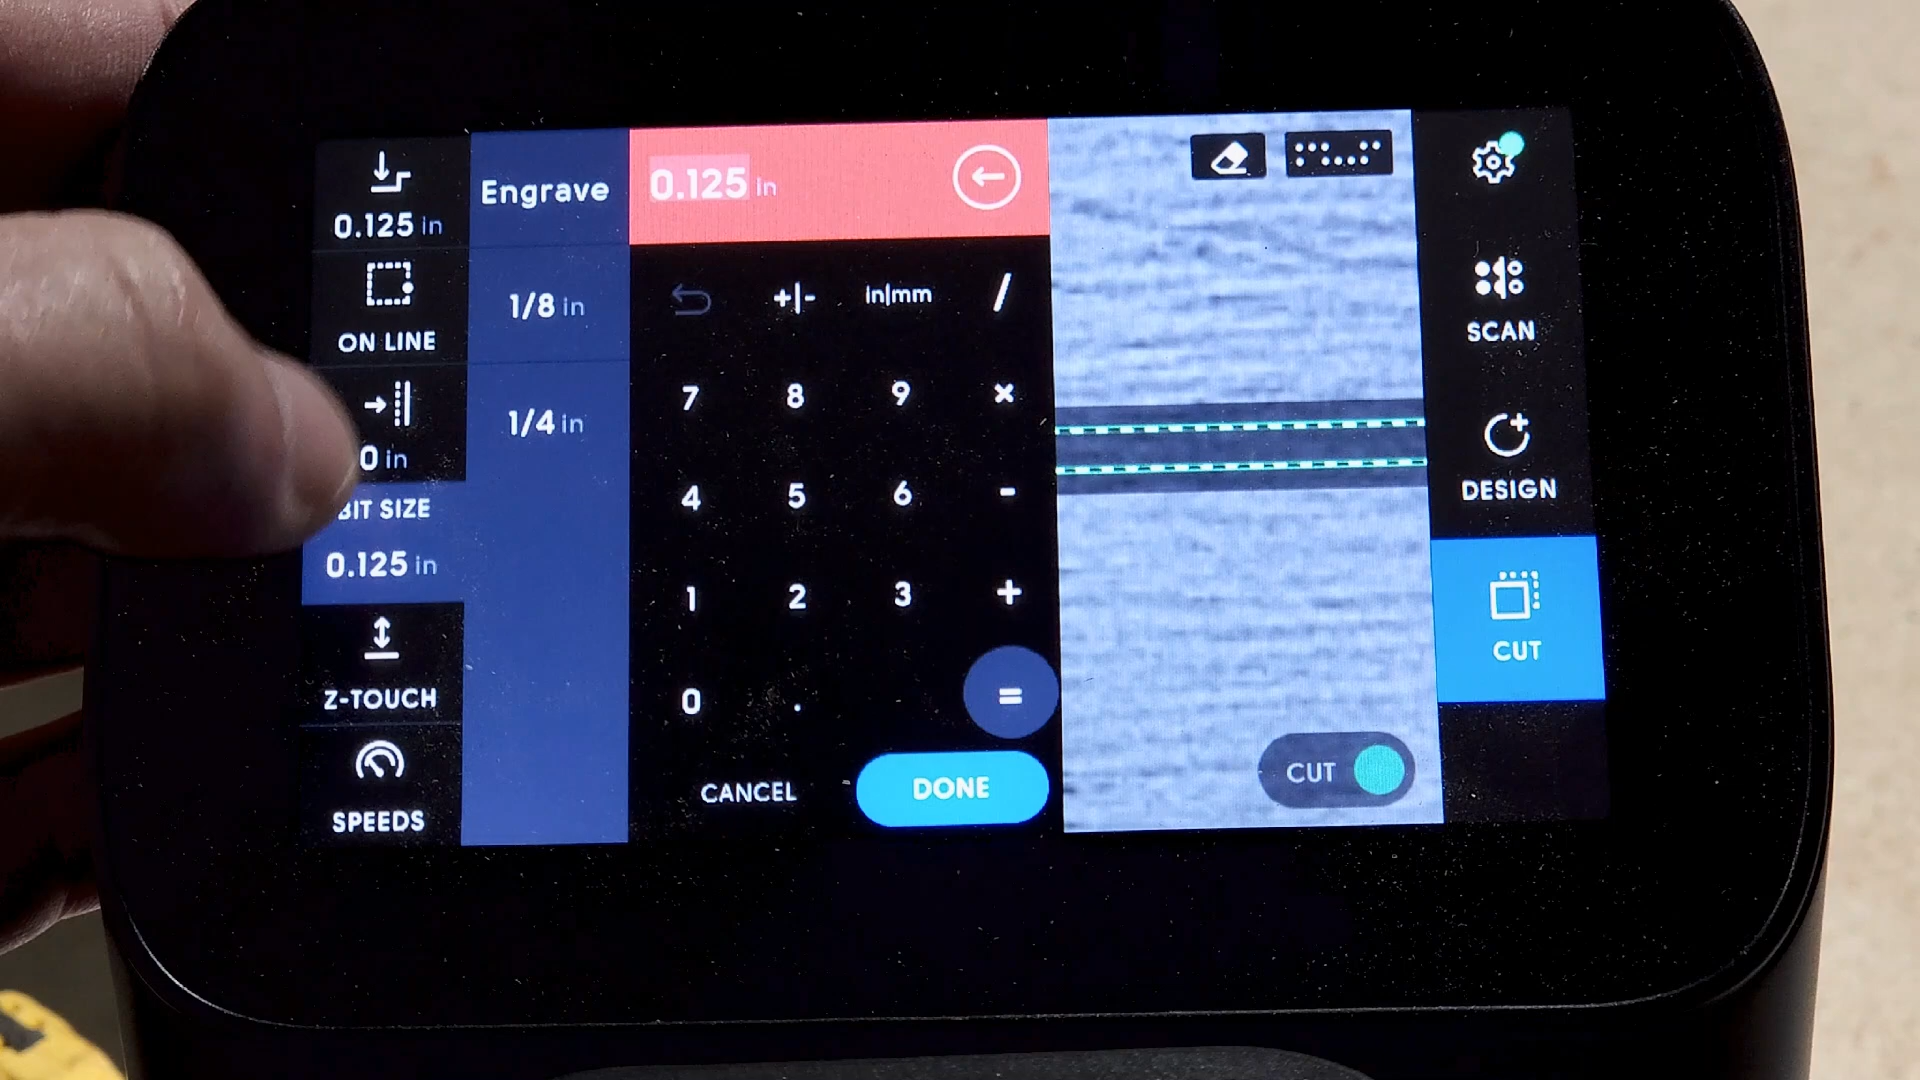 0.125 in
ON LINE
0 in
BIT SIZE
0.125 in
Z-TOUCH
SPEEDS
Engrave
1/8 in
1/4 in
0.125 in
+|- in|mm /
7 8 9 ×
4 5 6 -
1 2 3 +
0 . =
CANCEL DONE
CUT
SCAN
DESIGN
CUT